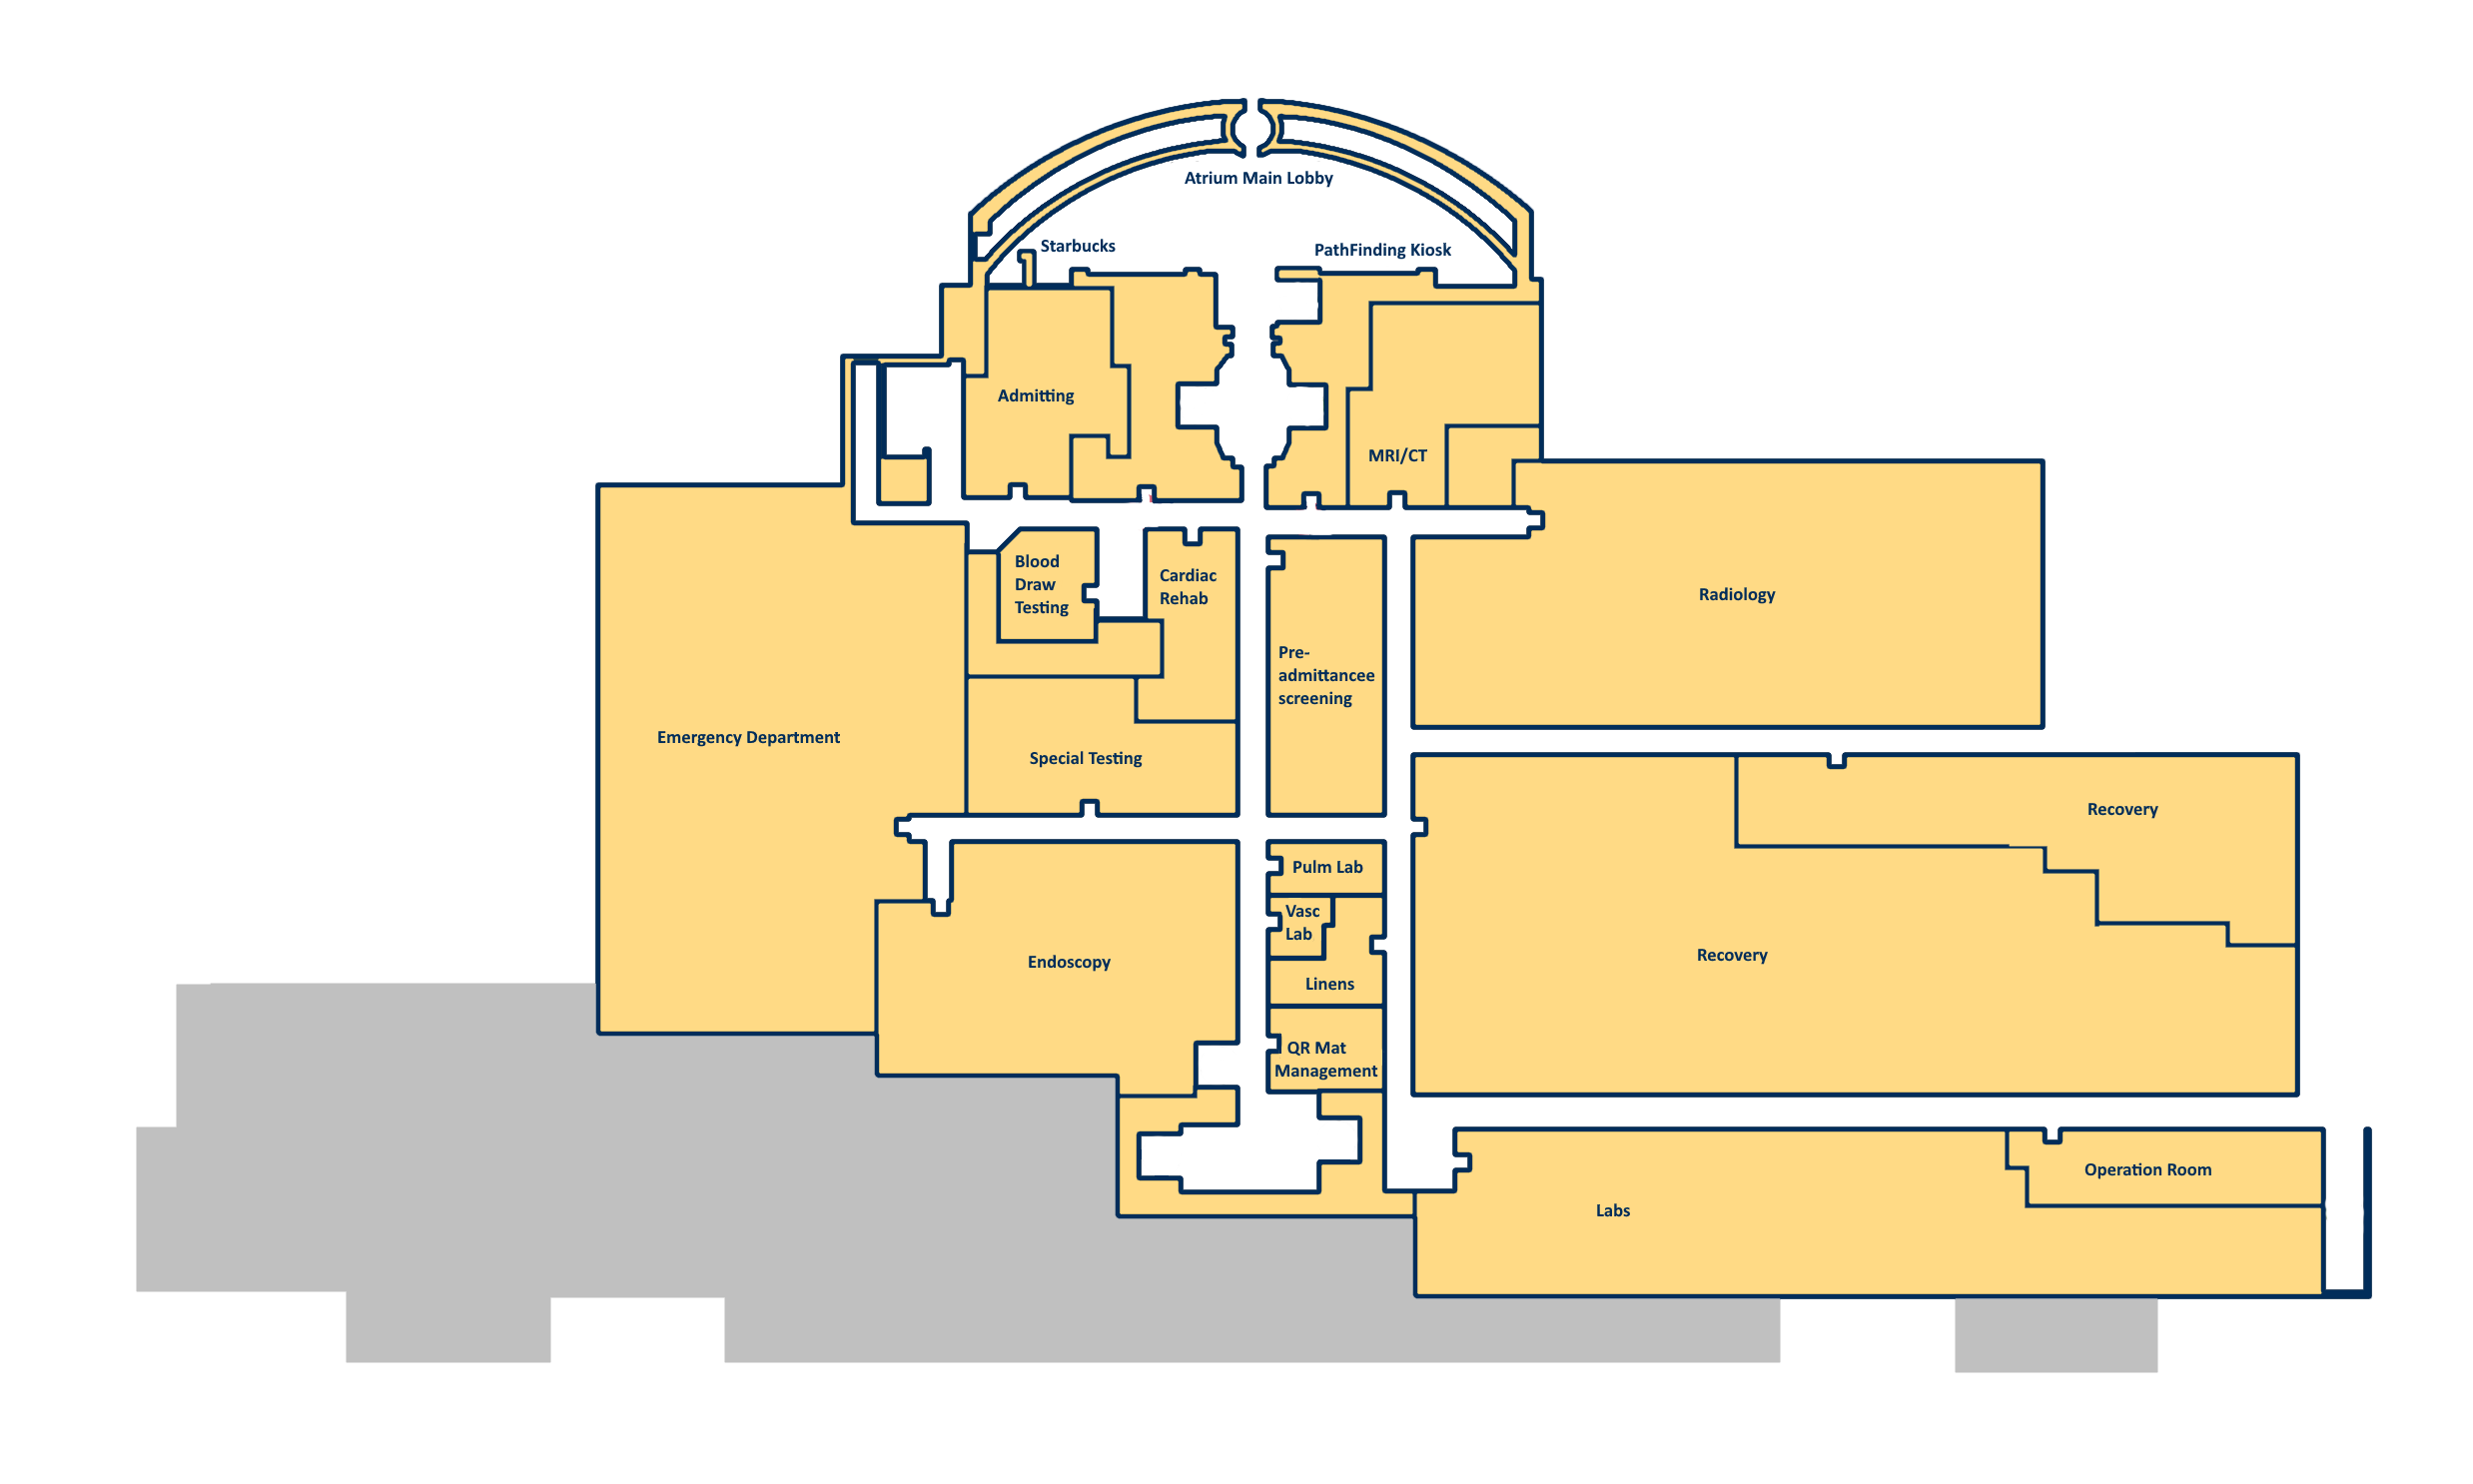 Atrium Main Lobby
Starbucks
PathFinding Kiosk
Admitting
MRI/CT
Blood
Draw
Testing
Cardiac
Rehab
Radiology
Pre-
admittancee
screening
Emergency Department
Special Testing
Recovery
Pulm Lab
Vasc
Lab
Endoscopy
Recovery
Linens
QR Mat
Management
Operation Room
Labs